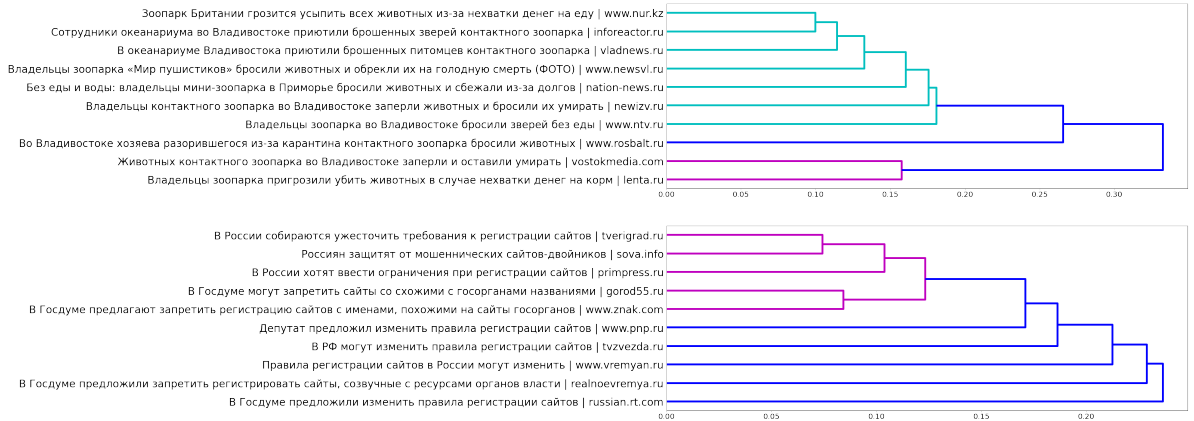 Зоопарк Британии грозится усыпить всех животных из-за нехватки денег на еду | www.nur.kz
Сотрудники океанариума во Владивостоке приютили брошенных зверей контактного зоопарка | inforeactor.ru
В океанариуме Владивостока приютили брошенных питомцев контактного зоопарка | vladnews.ru
Владельцы зоопарка «Мир пушистиков» бросили животных и обрекли их на голодную смерть (ФОТО) | www.newsvl.ru
Без еды и воды: владельцы мини-зоопарка в Приморье бросили животных и сбежали из-за долгов | nation-news.ru
Владельцы контактного зоопарка во Владивостоке заперли животных и бросили их умирать | newizv.ru
Владельцы зоопарка во Владивостоке бросили зверей без еды | www.ntv.ru
Во Владивостоке хозяева разорившегося из-за карантина контактного зоопарка бросили животных | www.rosbalt.ru
Животных контактного зоопарка во Владивостоке заперли и оставили умирать | vostokmedia.com
Владельцы зоопарка пригрозили убить животных в случае нехватки денег на корм | lenta.ru
0.00 0.05 0.10 0.15 0.20 0.25 0.30
В России собираются ужесточить требования к регистрации сайтов | tverigrad.ru
Россиян защитят от мошеннических сайтов-двойников | sova.info
В России хотят ввести ограничения при регистрации сайтов | primpress.ru
В Госдуме могут запретить сайты со схожими с госорганами названиями | gorod55.ru
В Госдуме предлагают запретить регистрацию сайтов с именами, похожими на сайты госорганов | www.znak.com
Депутат предложил изменить правила регистрации сайтов | www.pnp.ru
В РФ могут изменить правила регистрации сайтов | tvzvezda.ru
Правила регистрации сайтов в России могут изменить | www.vremyan.ru
В Госдуме предложили запретить регистрировать сайты, созвучные с ресурсами органов власти | realnoevremya.ru
В Госдуме предложили изменить правила регистрации сайтов | russian.rt.com
0.00 0.05 0.10 0.15 0.20